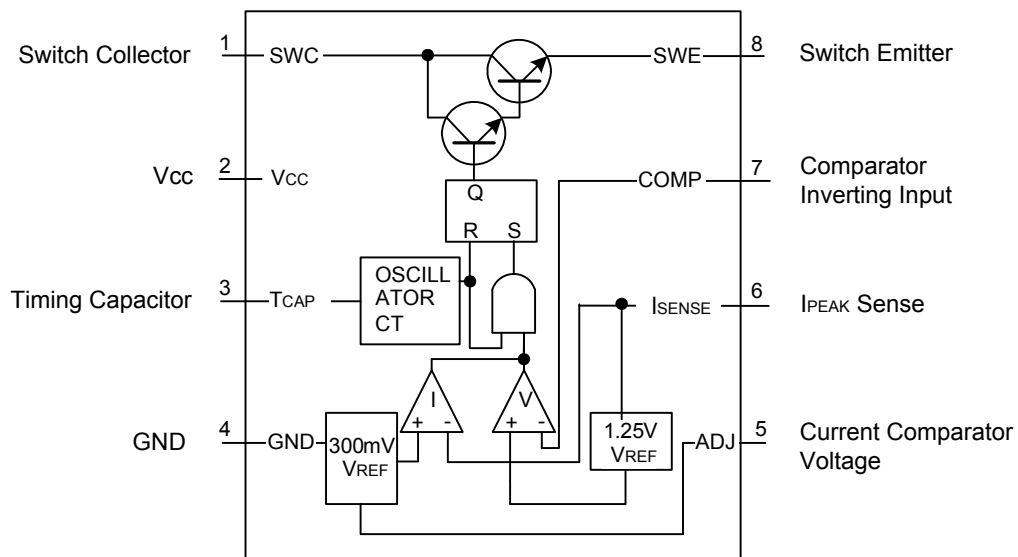 Switch Collector
1
SWC
SWE
8
Switch Emitter
Vcc
2
VCC
Q
R S
COMP
7
Comparator
Inverting Input
Timing Capacitor
3
TCAP
OSCILL
ATOR
CT
ISENSE
6
IPEAK Sense
I
+ -
V
+ -
GND
4
GND
300mV
VREF
1.25V
VREF
ADJ
5
Current Comparator
Voltage